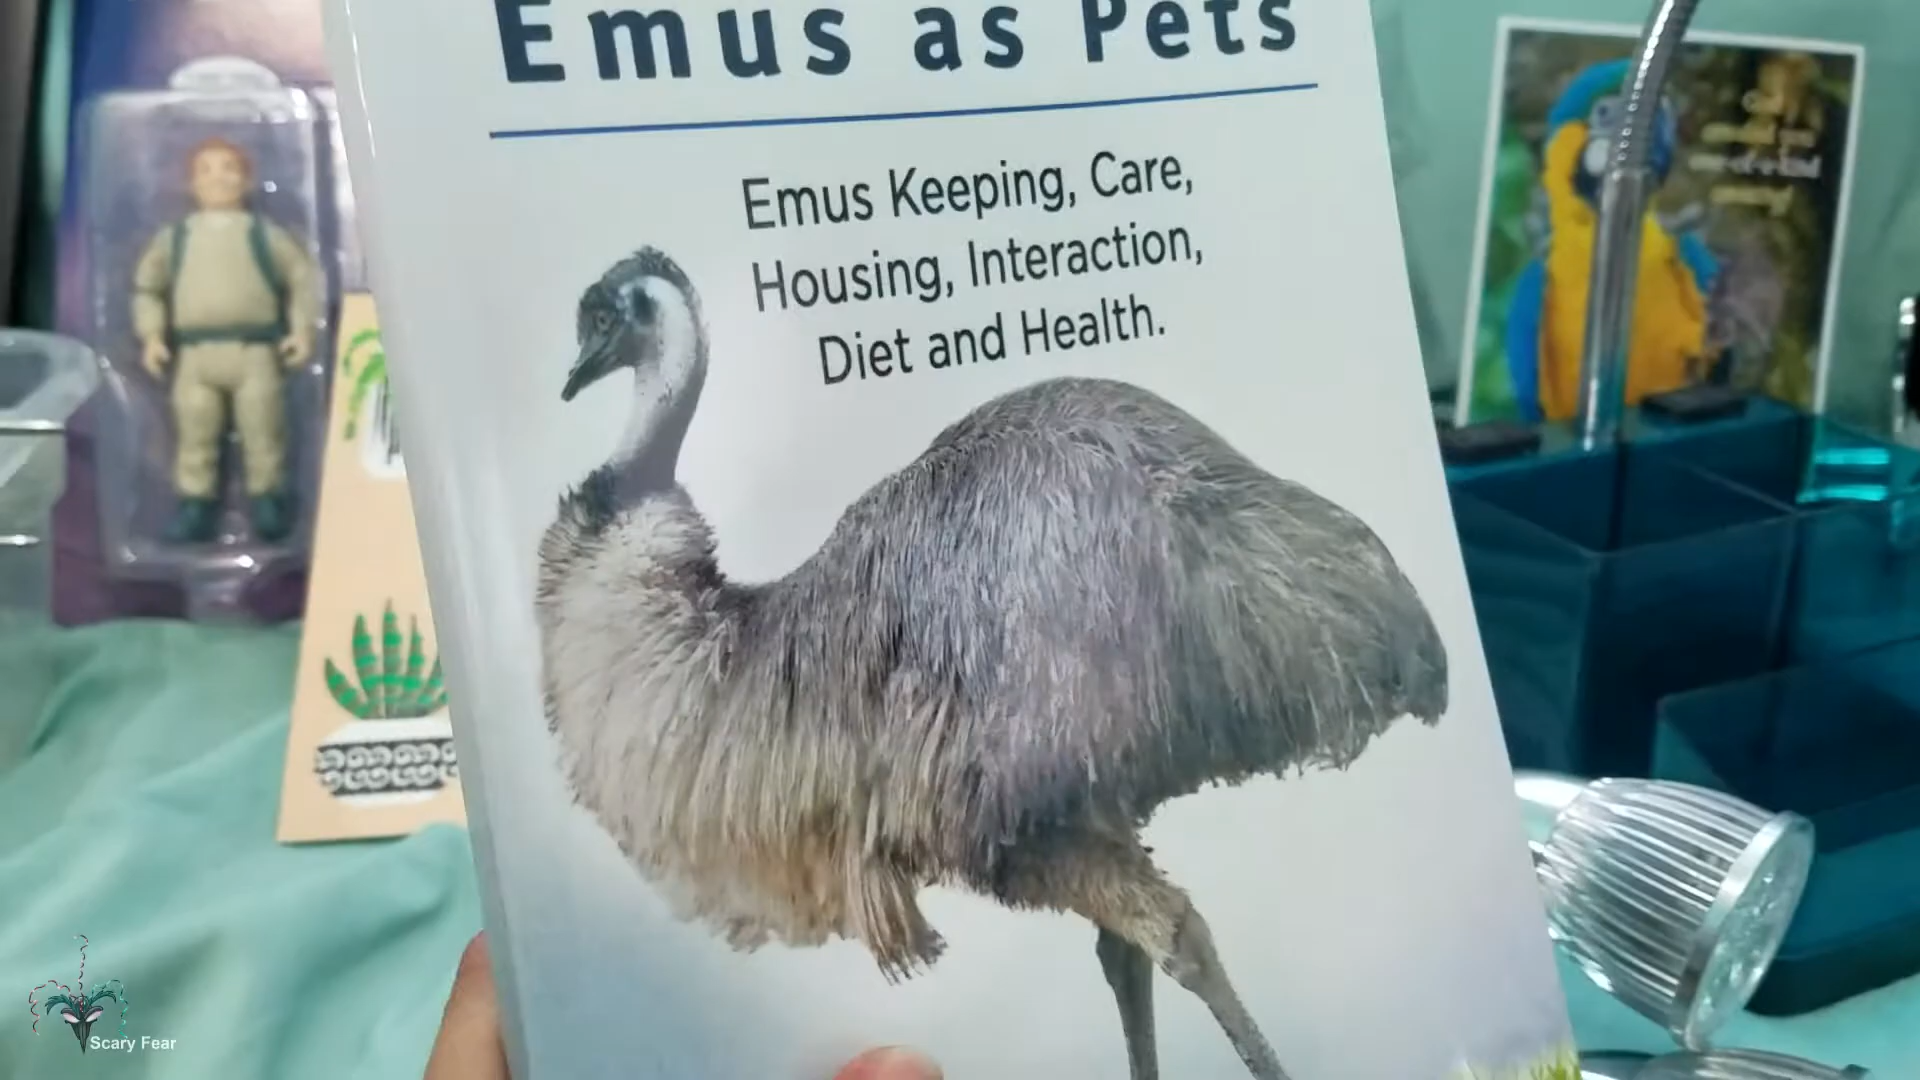 Emus as Pets
Emus Keeping, Care,
Housing, Interaction,
Diet and Health.
Scary Fear